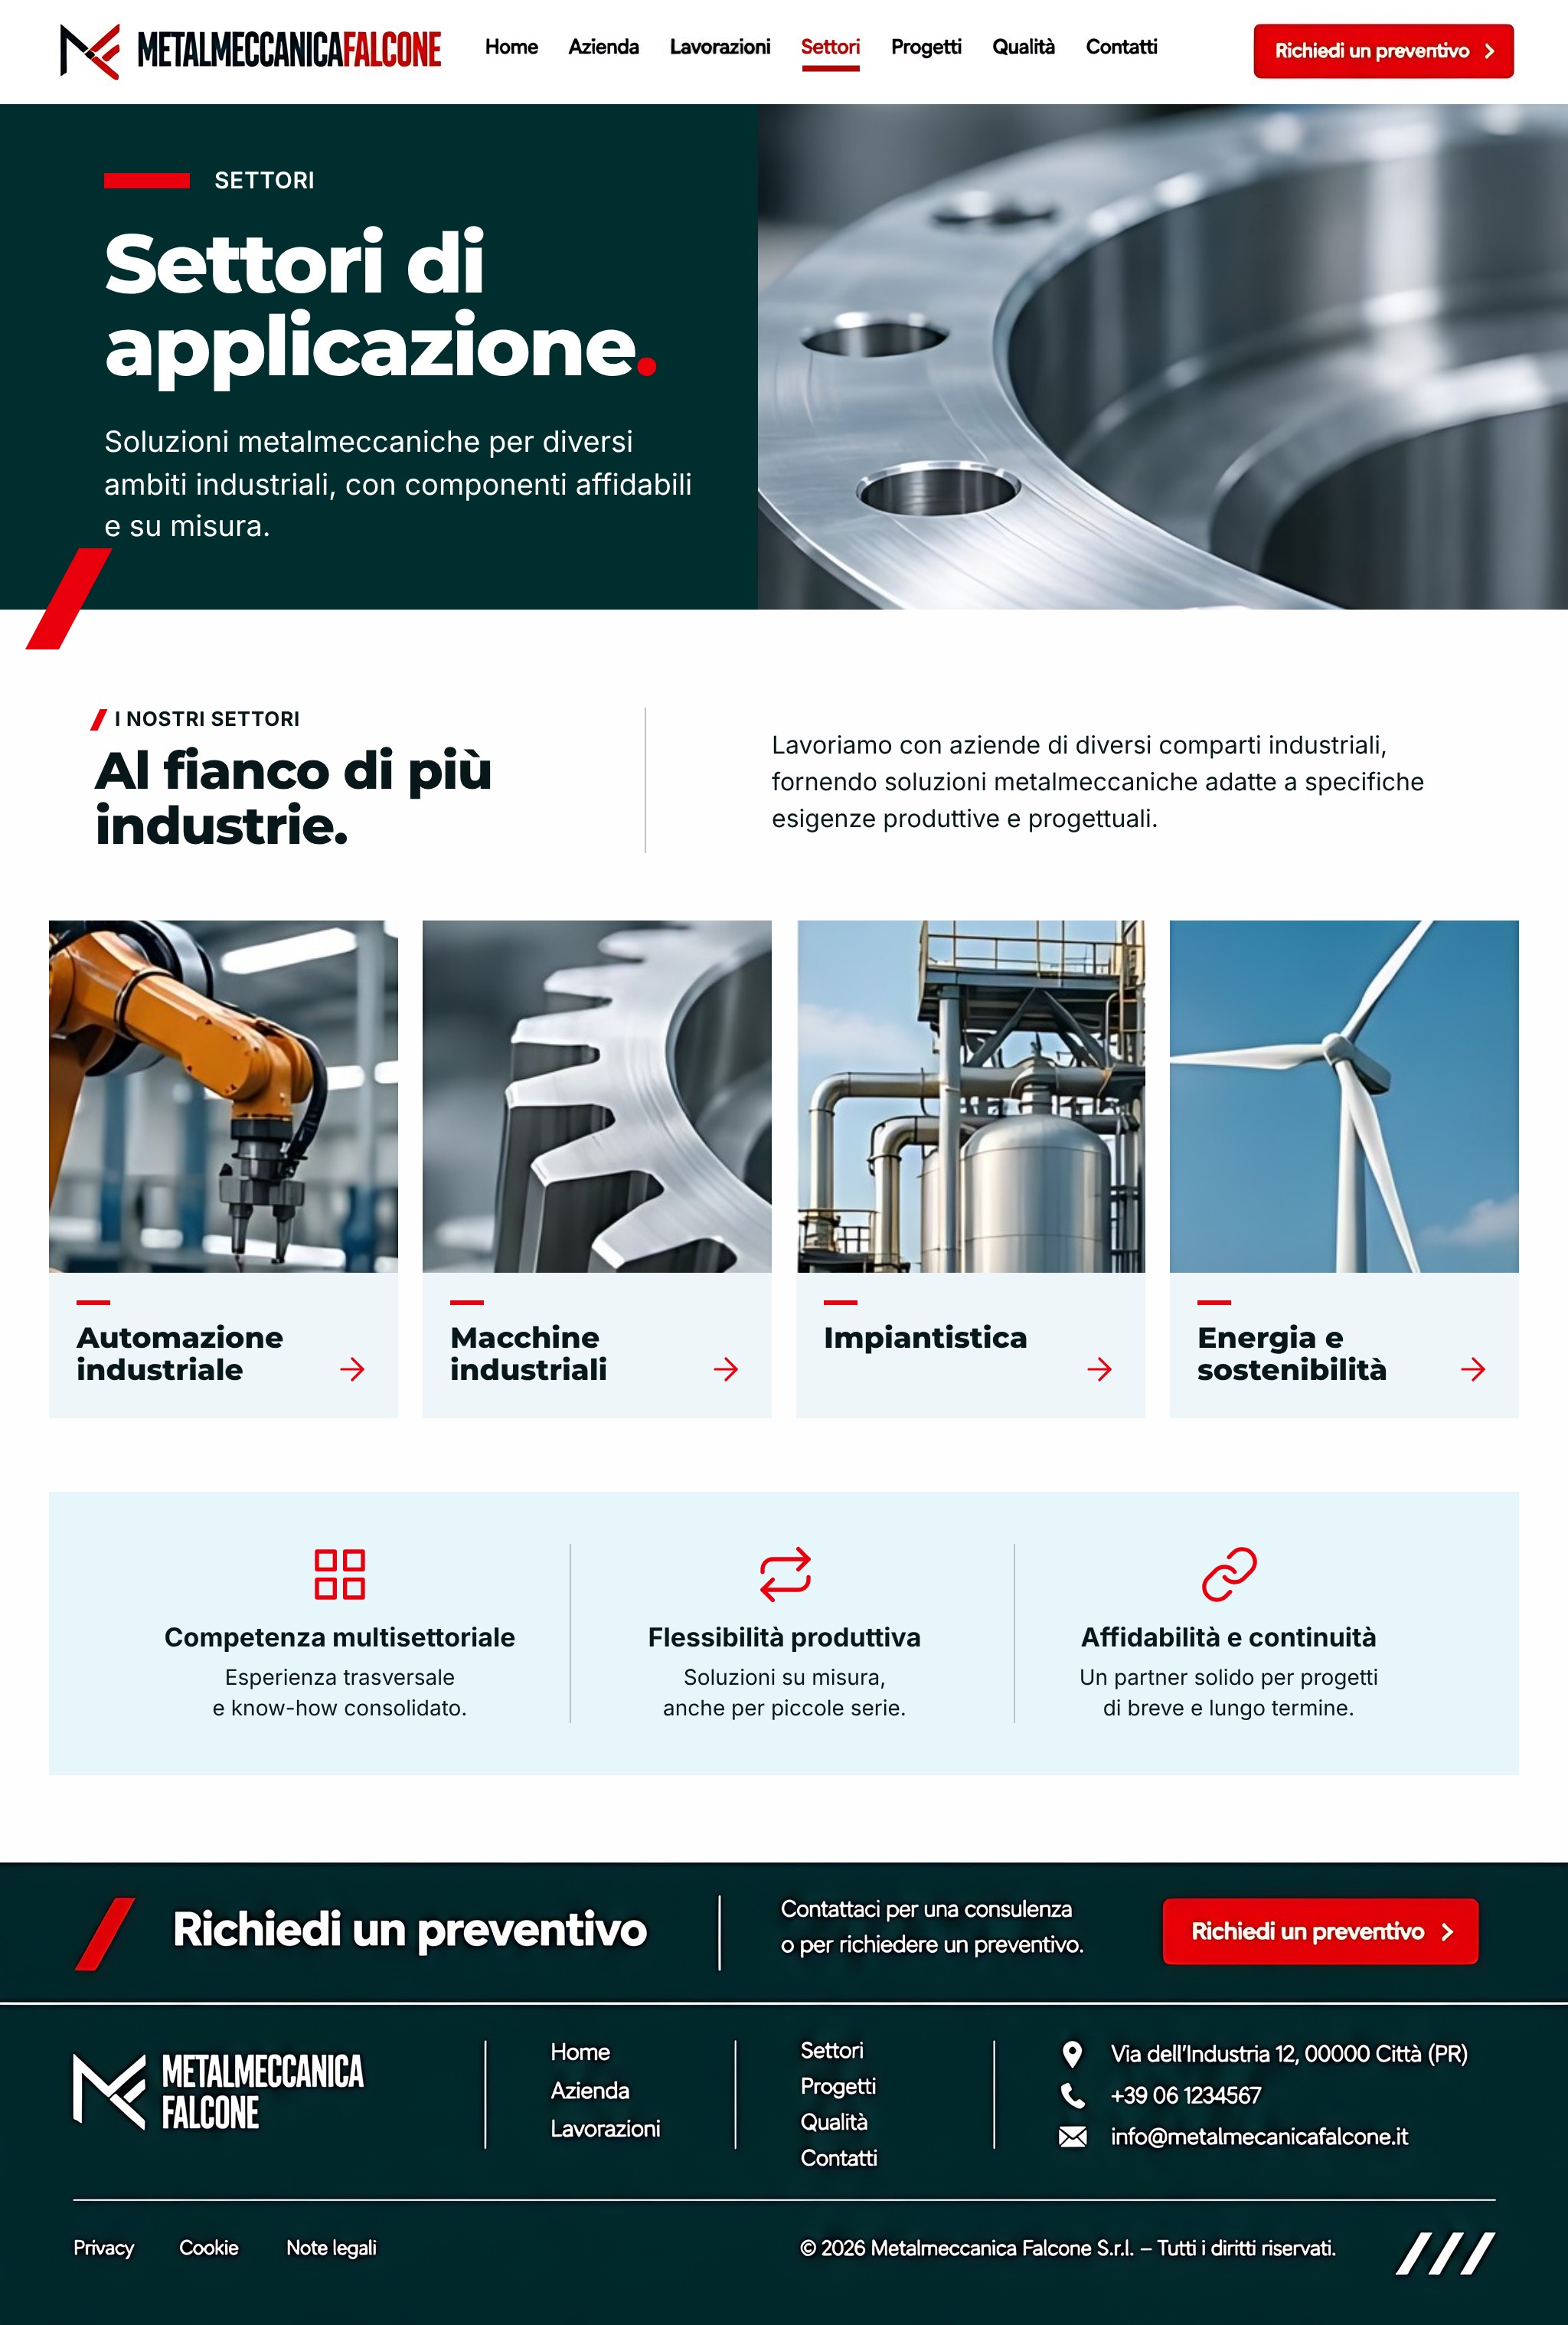 METALMECCANICAFALCONE
Home
Azienda
Lavorazioni
Settori
Progetti
Qualità
Contatti
Richiedi un preventivo
SETTORI
Settori di
applicazione.
Soluzioni metalmeccaniche per diversi
ambiti industriali, con componenti affidabili
e su misura.
I NOSTRI SETTORI
Al fianco di più
industrie.
Lavoriamo con aziende di diversi comparti industriali,
fornendo soluzioni metalmeccaniche adatte a specifiche
esigenze produttive e progettuali.
Automazione
industriale
Macchine
industriali
Impiantistica
Energia e
sostenibilità
Competenza multisettoriale
Esperienza trasversale
e know-how consolidato.
Flessibilità produttiva
Soluzioni su misura,
anche per piccole serie.
Affidabilità e continuità
Un partner solido per progetti
di breve e lungo termine.
Richiedi un preventivo
Contattaci per una consulenza
o per richiedere un preventivo.
Richiedi un preventivo
METALMECCANICA
FALCONE
Home
Azienda
Lavorazioni
Settori
Progetti
Qualità
Contatti
Via dell'Industria 12, 00000 Città (PR)
+39 06 1234567
info@metalmecanicafalcone.it
Privacy
Cookie
Note legali
© 2026 Metalmeccanica Falcone S.r.l. – Tutti i diritti riservati.